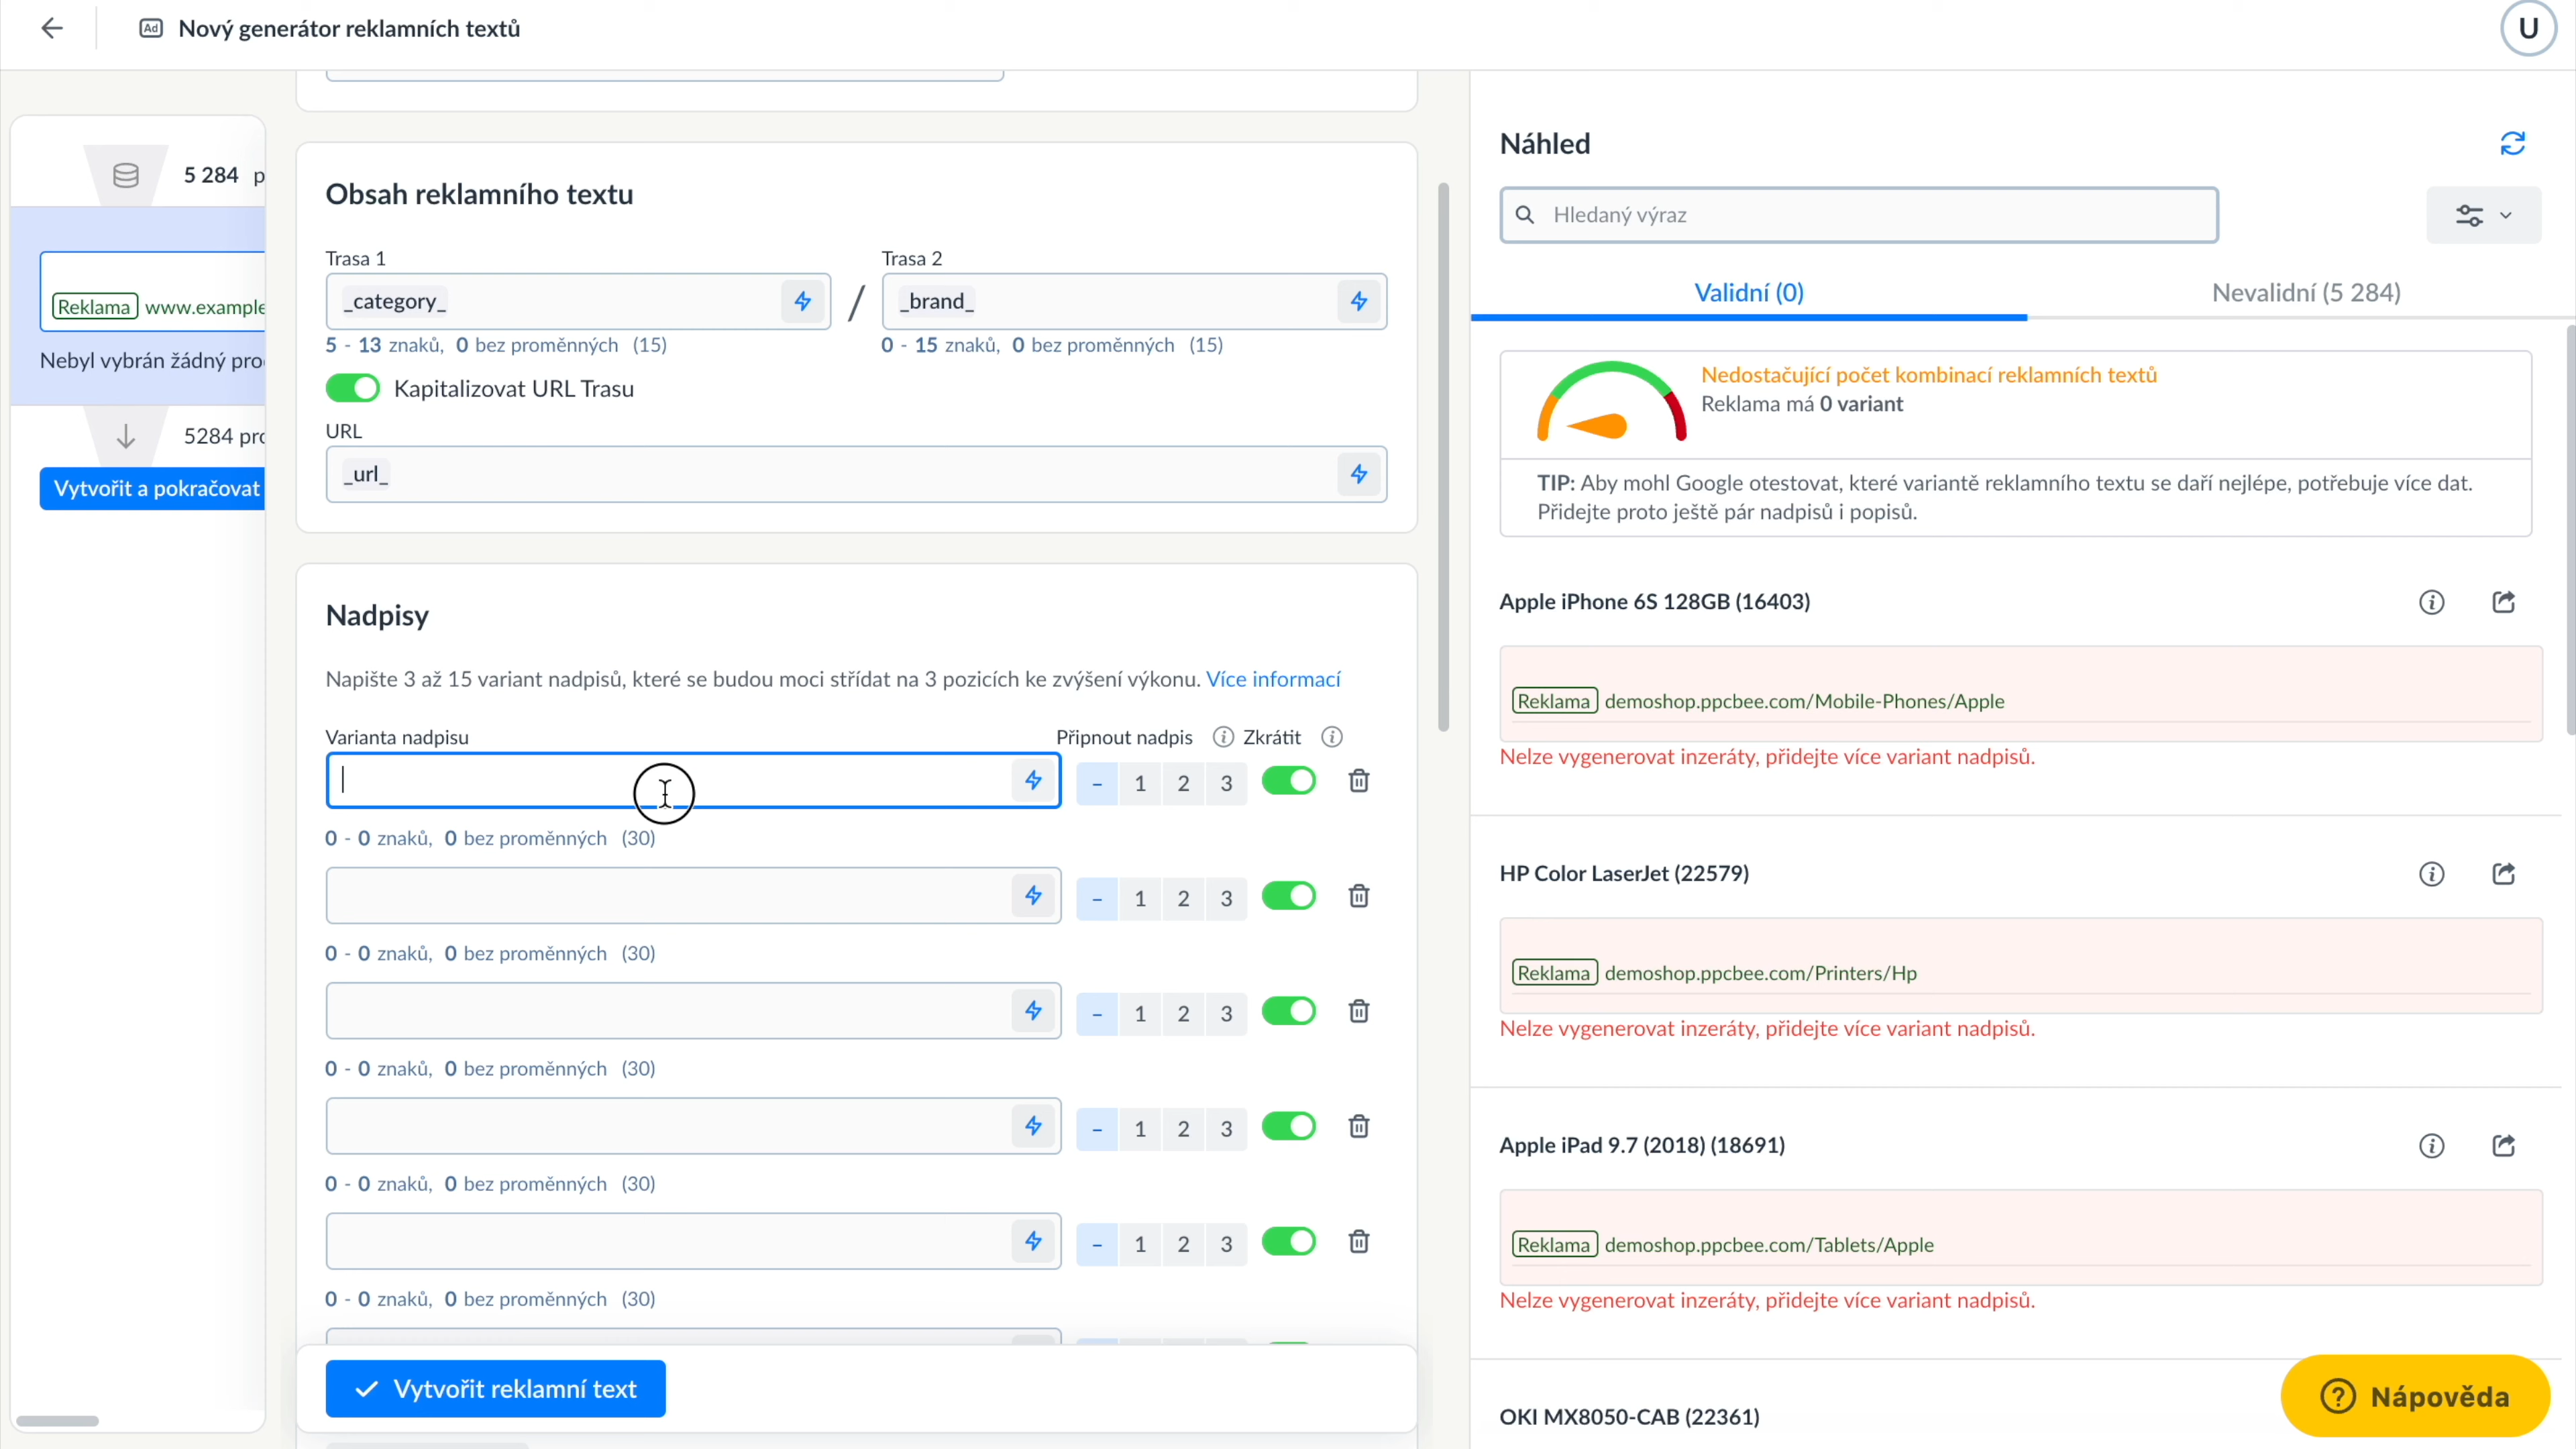 Ad Nový generátor reklamních textů
U
5 284 p
Reklama www.example
Nebyl vybrán žádný pro
5284 pro
Vytvořit a pokračovat
Obsah reklamního textu
Trasa 1
Trasa 2
_category_
/
_brand_
5 - 13 znaků, 0 bez proměnných (15)
0 - 15 znaků, 0 bez proměnných (15)
Kapitalizovat URL Trasu
URL
_url_
Nadpisy
Napište 3 až 15 variant nadpisů, které se budou moci střídat na 3 pozicích ke zvýšení výkonu. Více informací
Varianta nadpisu
Připnout nadpis
Zkrátit
– 1 2 3
0 - 0 znaků, 0 bez proměnných (30)
– 1 2 3
0 - 0 znaků, 0 bez proměnných (30)
– 1 2 3
0 - 0 znaků, 0 bez proměnných (30)
– 1 2 3
0 - 0 znaků, 0 bez proměnných (30)
– 1 2 3
0 - 0 znaků, 0 bez proměnných (30)
Vytvořit reklamní text
Náhled
Hledaný výraz
Validní (0)
Nevalidní (5 284)
Nedostačující počet kombinací reklamních textů
Reklama má 0 variant
TIP: Aby mohl Google otestovat, které variantě reklamního textu se daří nejlépe, potřebuje více dat.
Přidejte proto ještě pár nadpisů i popisů.
Apple iPhone 6S 128GB (16403)
Reklama demoshop.ppcbee.com/Mobile-Phones/Apple
Nelze vygenerovat inzeráty, přidejte více variant nadpisů.
HP Color LaserJet (22579)
Reklama demoshop.ppcbee.com/Printers/Hp
Nelze vygenerovat inzeráty, přidejte více variant nadpisů.
Apple iPad 9.7 (2018) (18691)
Reklama demoshop.ppcbee.com/Tablets/Apple
Nelze vygenerovat inzeráty, přidejte více variant nadpisů.
OKI MX8050-CAB (22361)
Nápověda